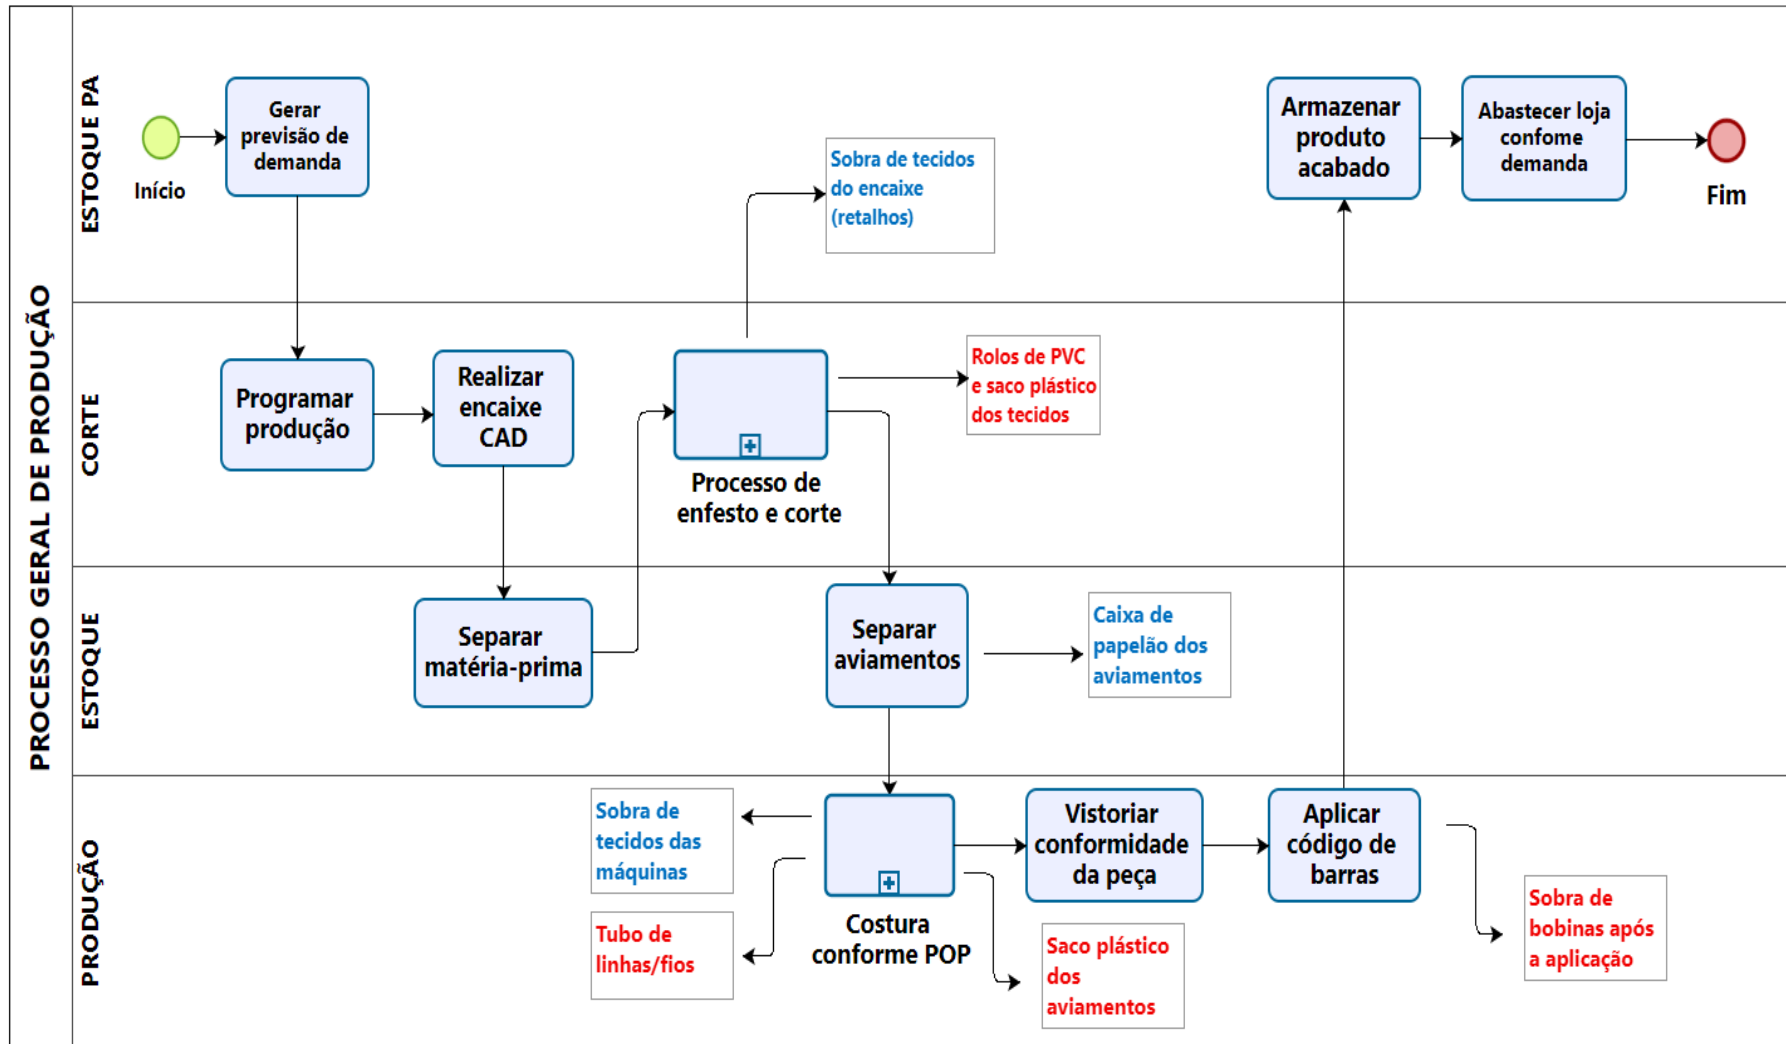 PROCESSO GERAL DE PRODUÇÃO
ESTOQUE PA
Início
Gerar
previsão de
demanda
Sobra de tecidos
do encaixe
(retalhos)
Armazenar
produto
acabado
Abastecer loja
confome
demanda
Fim
CORTE
Programar
produção
Realizar
encaixe
CAD
Processo de
enfesto e corte
Rolos de PVC
e saco plástico
dos tecidos
ESTOQUE
Separar
matéria-prima
Separar
aviamentos
Caixa de
papelão dos
aviamentos
PRODUÇÃO
Sobra de
tecidos das
máquinas
Tubo de
linhas/fios
Costura
conforme POP
Saco plástico
dos
aviamentos
Vistoriar
conformidade
da peça
Aplicar
código de
barras
Sobra de
bobinas após
a aplicação